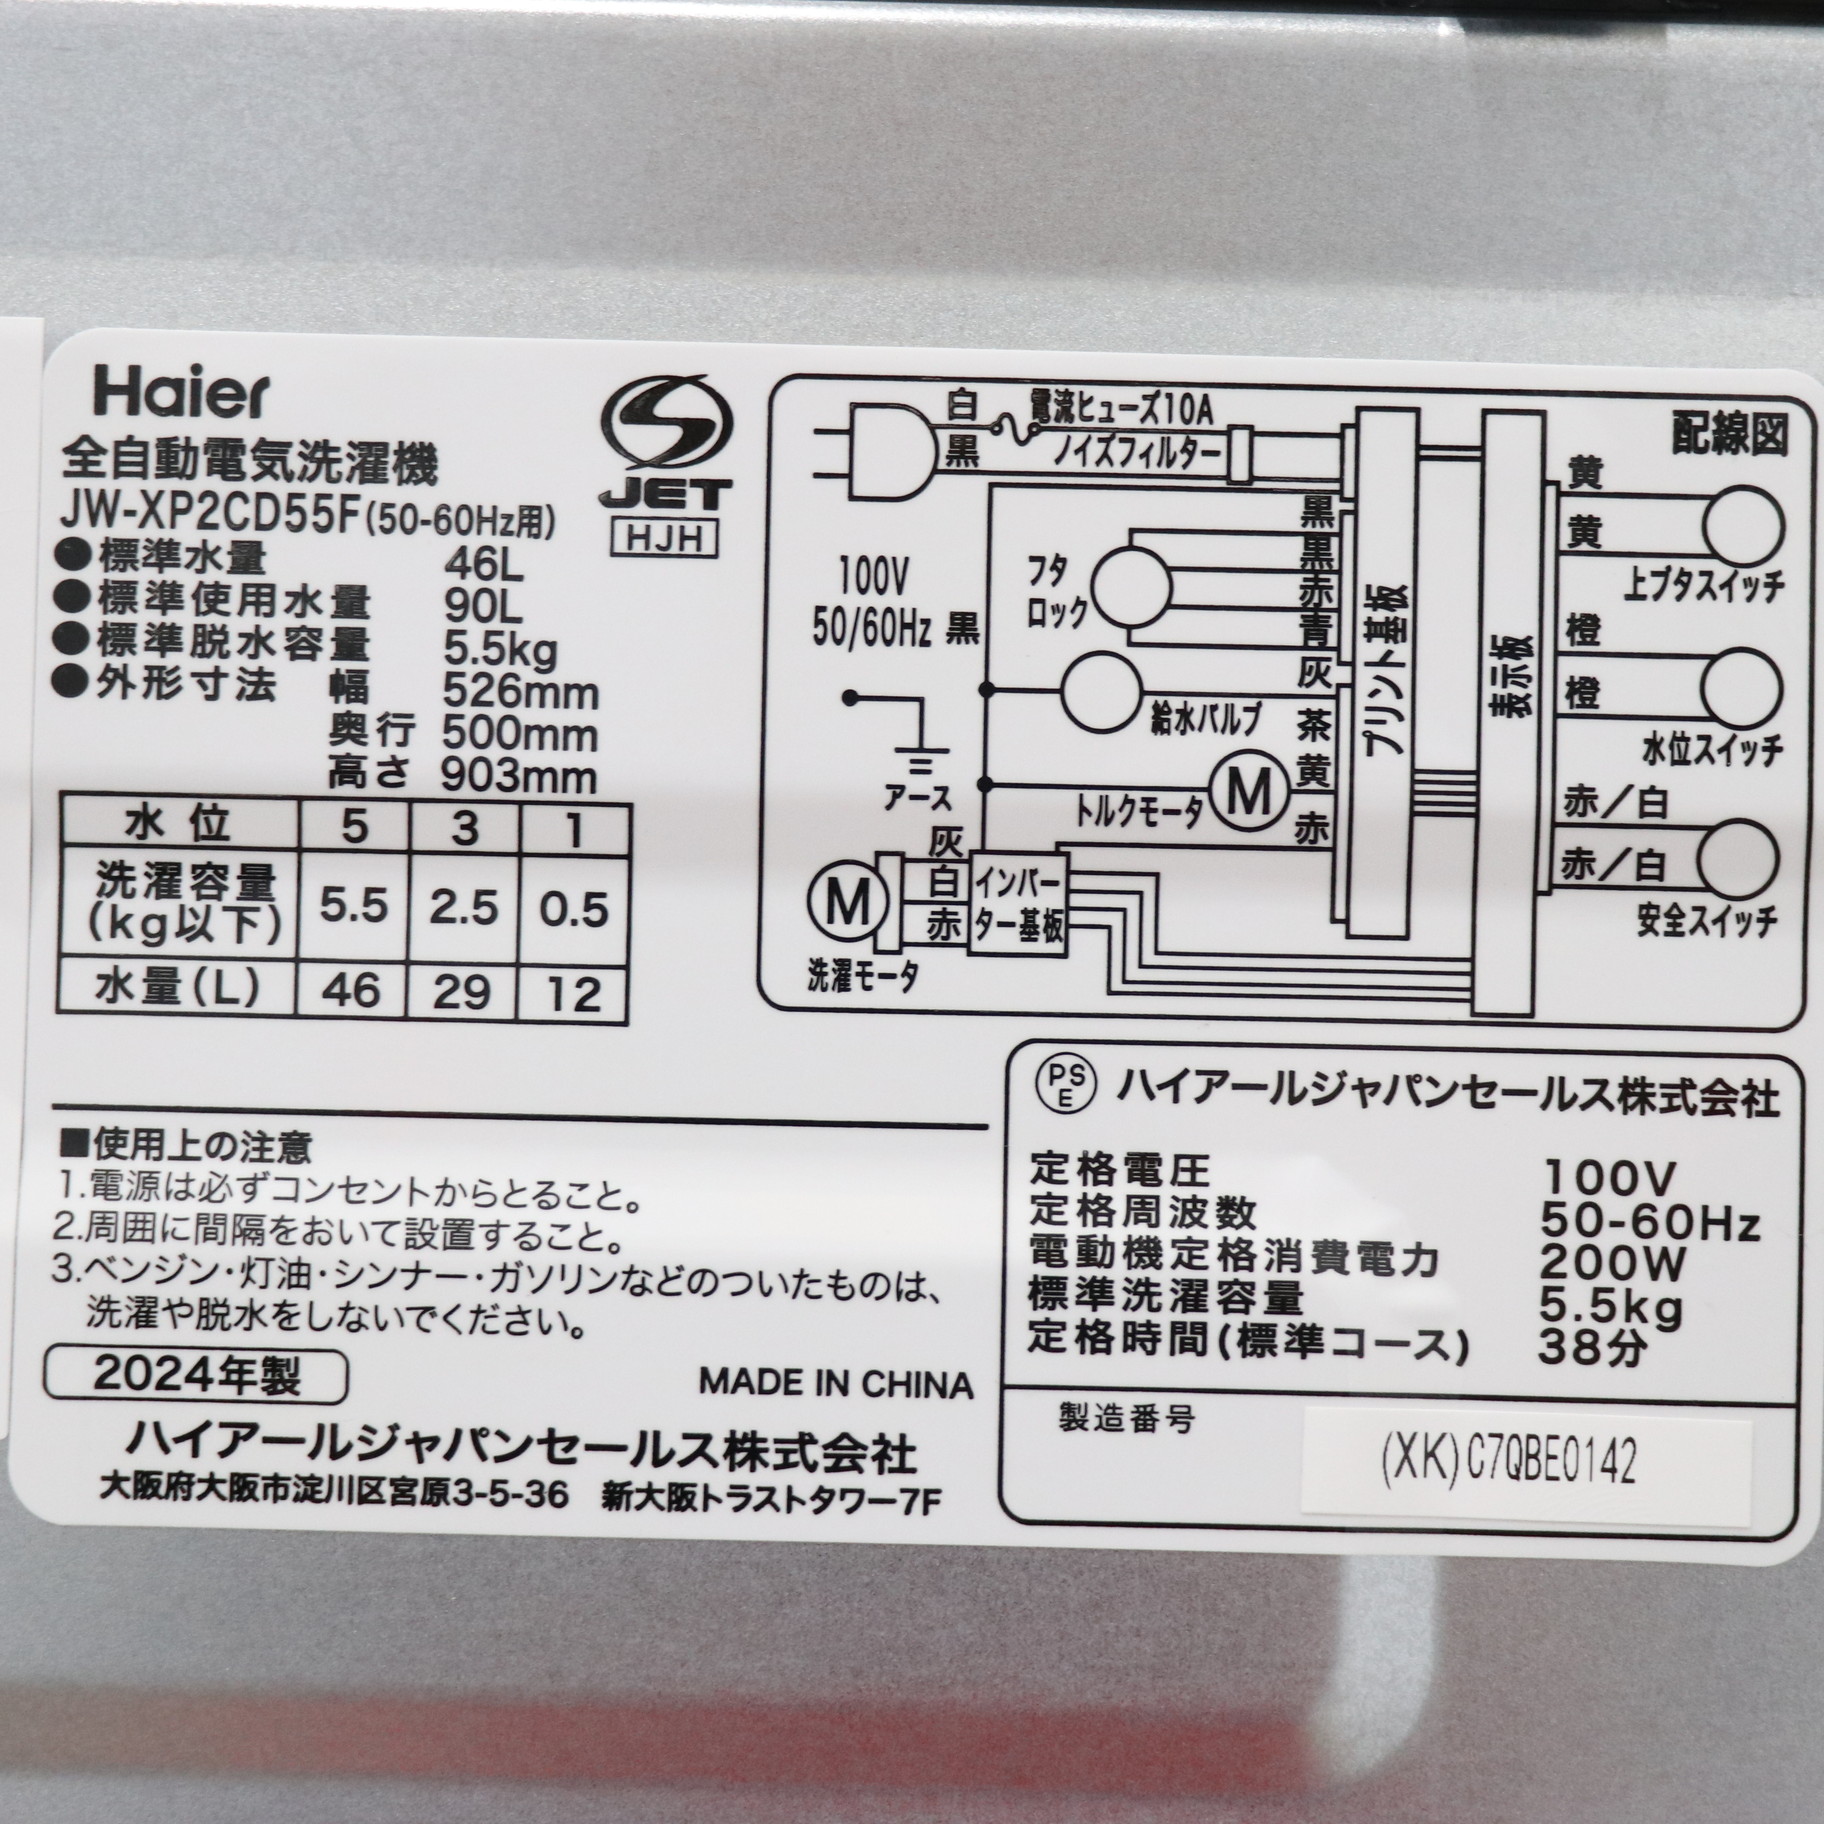 Haier
全自動電気洗濯機
JW-XP2CD55F(50-60Hz用)
JET
HJH
●標準水量 46L
●標準使用水量 90L
●標準脱水容量 5.5kg
●外形寸法 幅 526mm
奥行 500mm
高さ 903mm
水位 5 3 1
洗濯容量(kg以下) 5.5 2.5 0.5
水量(L) 46 29 12
配線図
白 電流ヒューズ10A
黒 ノイズフィルター
100V
50/60Hz 黒
アース
フタ
ロック
黒
黒
赤
青
灰
給水バルブ
茶
黄
トルクモータ
M
赤
プリント基板
表示板
黄
黄
上ブタスイッチ
橙
橙
水位スイッチ
赤/白
赤/白
安全スイッチ
灰
白
赤
M
洗濯モータ
インバー
ター基板
■使用上の注意
1.電源は必ずコンセントからとること。
2.周囲に間隔をおいて設置すること。
3.ベンジン・灯油・シンナー・ガソリンなどのついたものは、
洗濯や脱水をしないでください。
2024年製
MADE IN CHINA
ハイアールジャパンセールス株式会社
大阪府大阪市淀川区宮原3-5-36 新大阪トラストタワー7F
PSE ハイアールジャパンセールス株式会社
定格電圧 100V
定格周波数 50-60Hz
電動機定格消費電力 200W
標準洗濯容量 5.5kg
定格時間(標準コース) 38分
製造番号 (XK)C7QBE0142